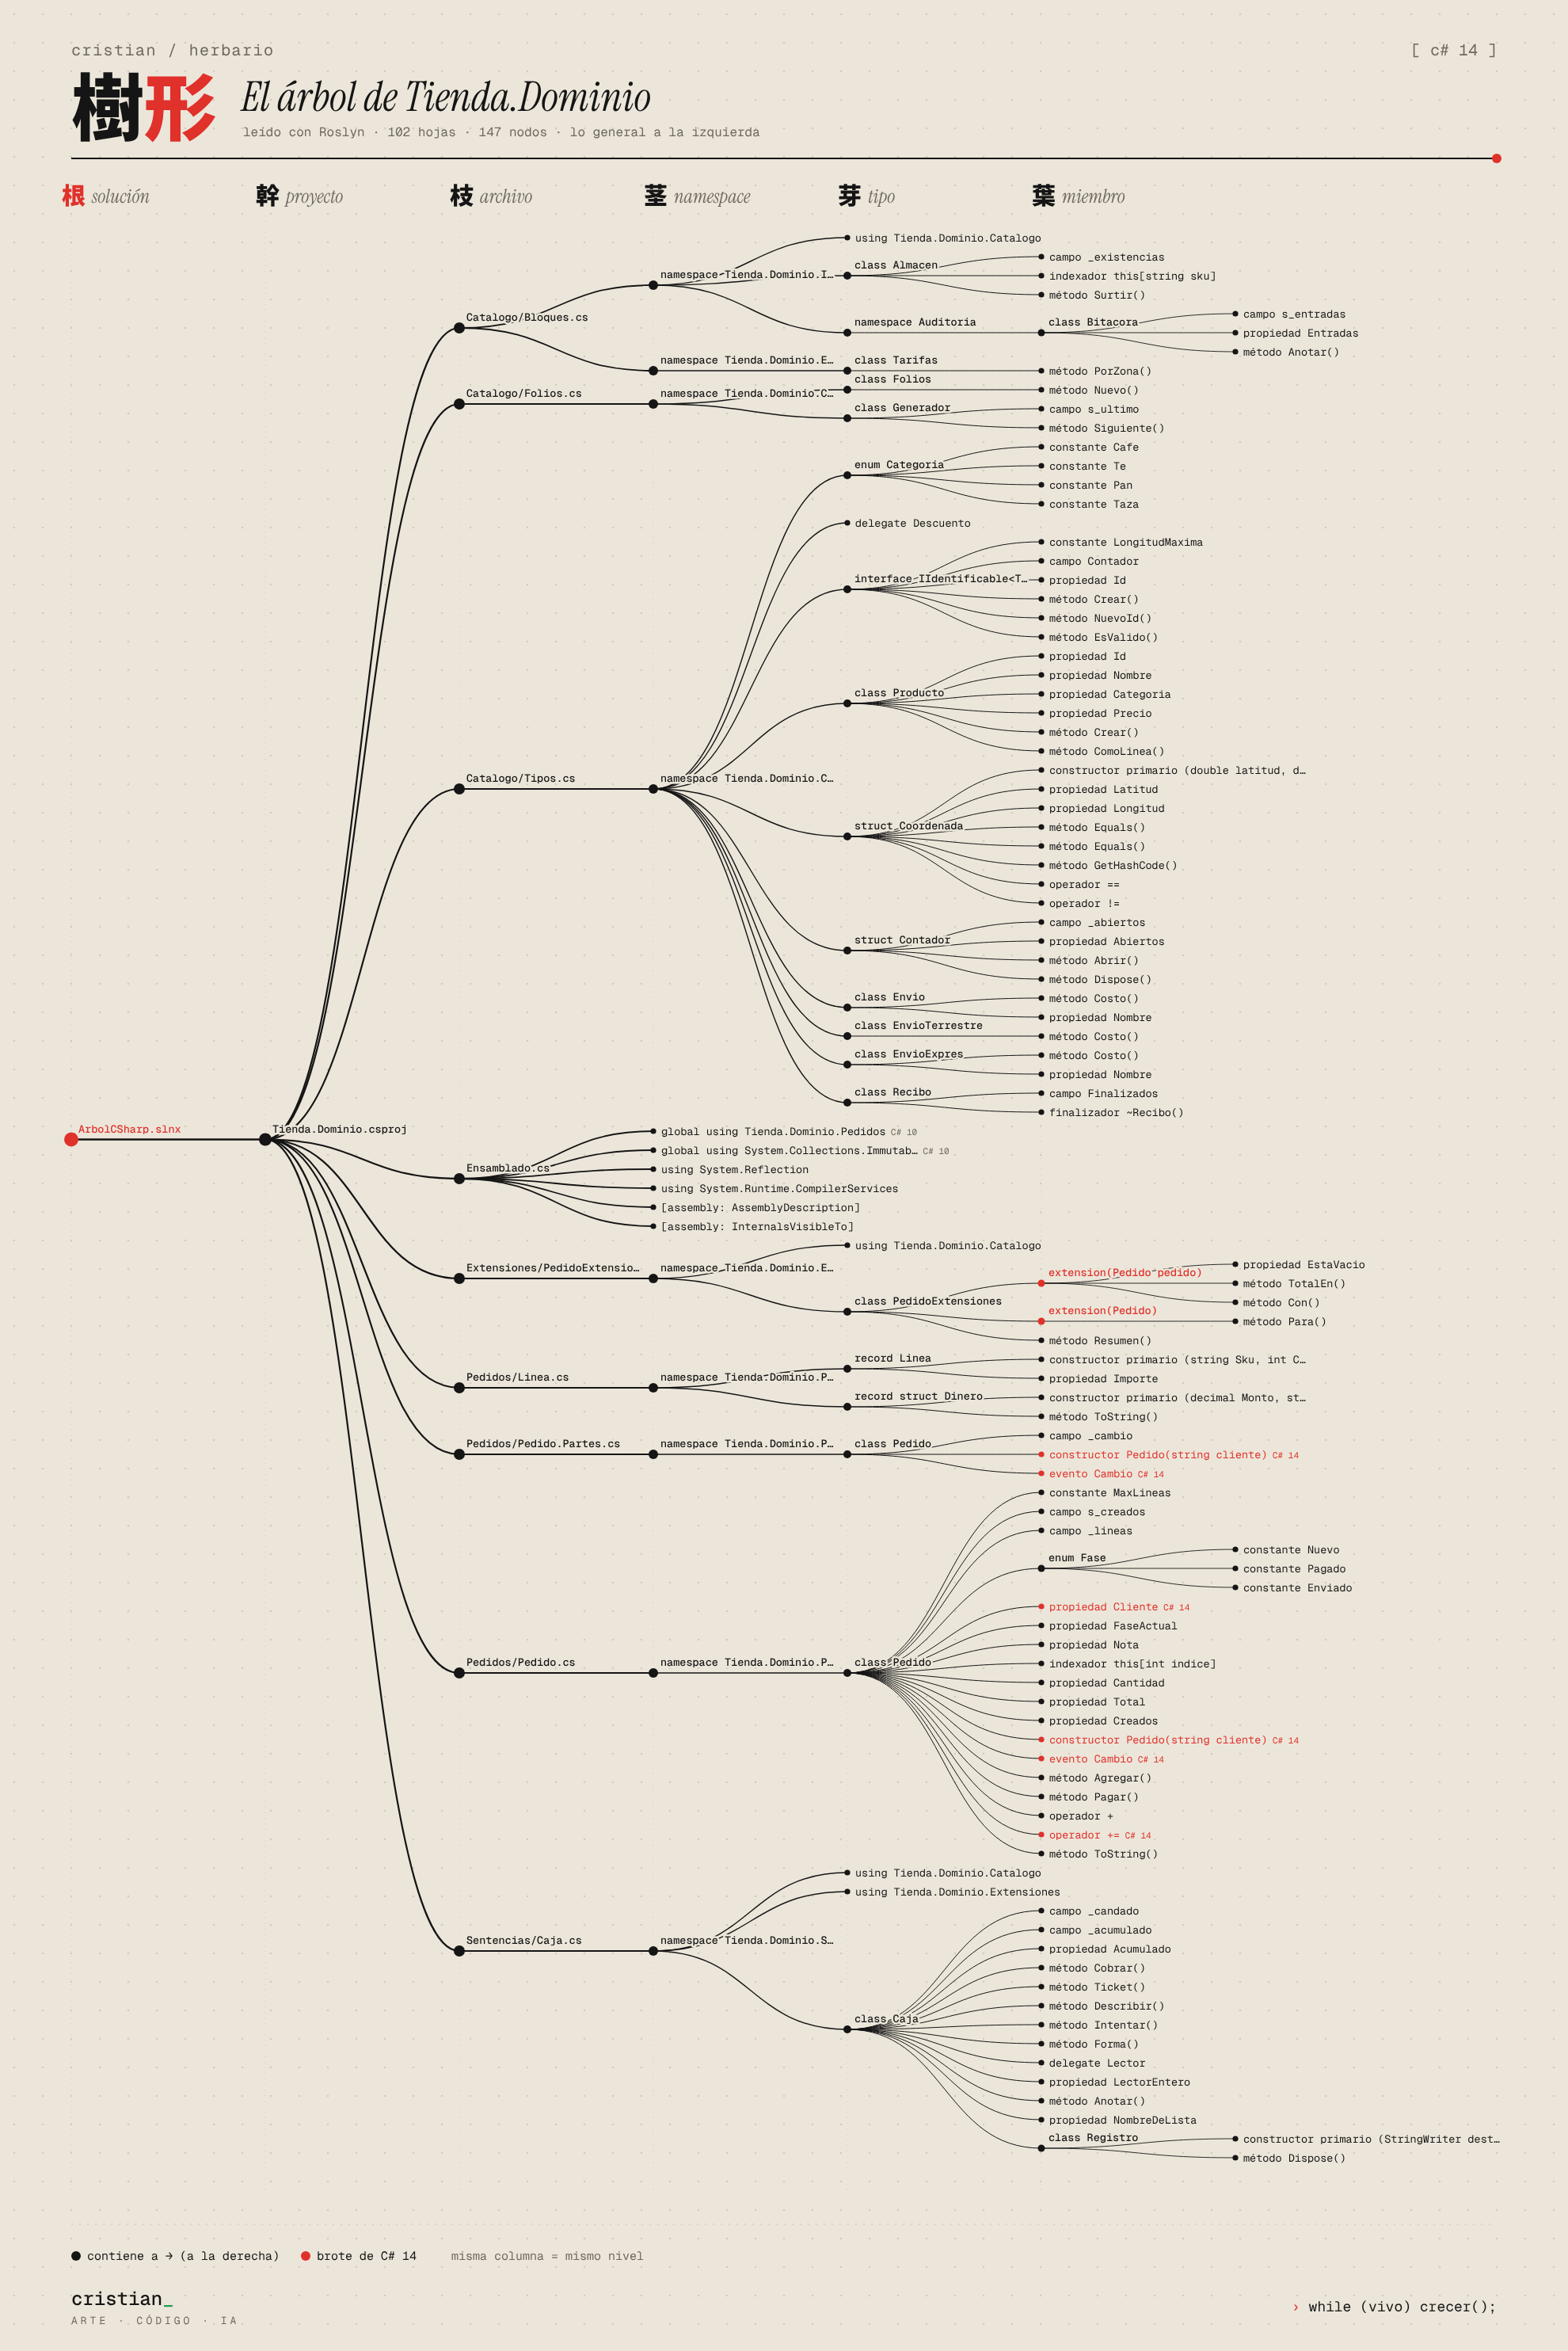 cristian / herbario
[ c# 14 ]
樹形
El árbol de Tienda.Dominio
leído con Roslyn · 102 hojas · 147 nodos · lo general a la izquierda
根 solución
幹 proyecto
枝 archivo
茎 namespace
芽 tipo
葉 miembro
using Tienda.Dominio.Catalogo
campo _existencias
class Almacen
namespace Tienda.Dominio.I…
indexador this[string sku]
método Surtir()
campo s_entradas
Catalogo/Bloques.cs
namespace Auditoria
class Bitacora
propiedad Entradas
método Anotar()
namespace Tienda.Dominio.E…
class Tarifas
método PorZona()
class Folios
Catalogo/Folios.cs
namespace Tienda.Dominio.C…
método Nuevo()
class Generador
campo s_ultimo
método Siguiente()
constante Cafe
enum Categoria
constante Te
constante Pan
constante Taza
delegate Descuento
constante LongitudMaxima
campo Contador
interface IIdentificable<T…
propiedad Id
método Crear()
método NuevoId()
método EsValido()
propiedad Id
propiedad Nombre
class Producto
propiedad Categoria
propiedad Precio
método Crear()
método ComoLinea()
constructor primario (double latitud, d…
Catalogo/Tipos.cs
namespace Tienda.Dominio.C…
propiedad Latitud
propiedad Longitud
struct Coordenada
método Equals()
método Equals()
método GetHashCode()
operador ==
operador !=
campo _abiertos
struct Contador
propiedad Abiertos
método Abrir()
método Dispose()
class Envio
método Costo()
propiedad Nombre
class EnvioTerrestre
método Costo()
class EnvioExpres
método Costo()
propiedad Nombre
class Recibo
campo Finalizados
finalizador ~Recibo()
ArbolCSharp.slnx
Tienda.Dominio.csproj
global using Tienda.Dominio.Pedidos C# 10
global using System.Collections.Immutab… C# 10
Ensamblado.cs
using System.Reflection
using System.Runtime.CompilerServices
[assembly: AssemblyDescription]
[assembly: InternalsVisibleTo]
using Tienda.Dominio.Catalogo
Extensiones/PedidoExtensio…
namespace Tienda.Dominio.E…
propiedad EstaVacio
extension(Pedido pedido)
método TotalEn()
class PedidoExtensiones
método Con()
extension(Pedido)
método Para()
método Resumen()
record Linea
constructor primario (string Sku, int C…
Pedidos/Linea.cs
namespace Tienda.Dominio.P…
propiedad Importe
record struct Dinero
constructor primario (decimal Monto, st…
método ToString()
campo _cambio
Pedidos/Pedido.Partes.cs
namespace Tienda.Dominio.P…
class Pedido
constructor Pedido(string cliente) C# 14
evento Cambio C# 14
constante MaxLineas
campo s_creados
campo _lineas
enum Fase
constante Nuevo
constante Pagado
constante Enviado
propiedad Cliente C# 14
propiedad FaseActual
propiedad Nota
Pedidos/Pedido.cs
namespace Tienda.Dominio.P…
class Pedido
indexador this[int indice]
propiedad Cantidad
propiedad Total
propiedad Creados
constructor Pedido(string cliente) C# 14
evento Cambio C# 14
método Agregar()
método Pagar()
operador +
operador += C# 14
método ToString()
using Tienda.Dominio.Catalogo
using Tienda.Dominio.Extensiones
campo _candado
campo _acumulado
Sentencias/Caja.cs
namespace Tienda.Dominio.S…
propiedad Acumulado
método Cobrar()
método Ticket()
método Describir()
class Caja
método Intentar()
método Forma()
delegate Lector
propiedad LectorEntero
método Anotar()
propiedad NombreDeLista
class Registro
constructor primario (StringWriter dest…
método Dispose()
contiene a → (a la derecha)
brote de C# 14
misma columna = mismo nivel
cristian_
ARTE · CÓDIGO · IA
› while (vivo) crecer();